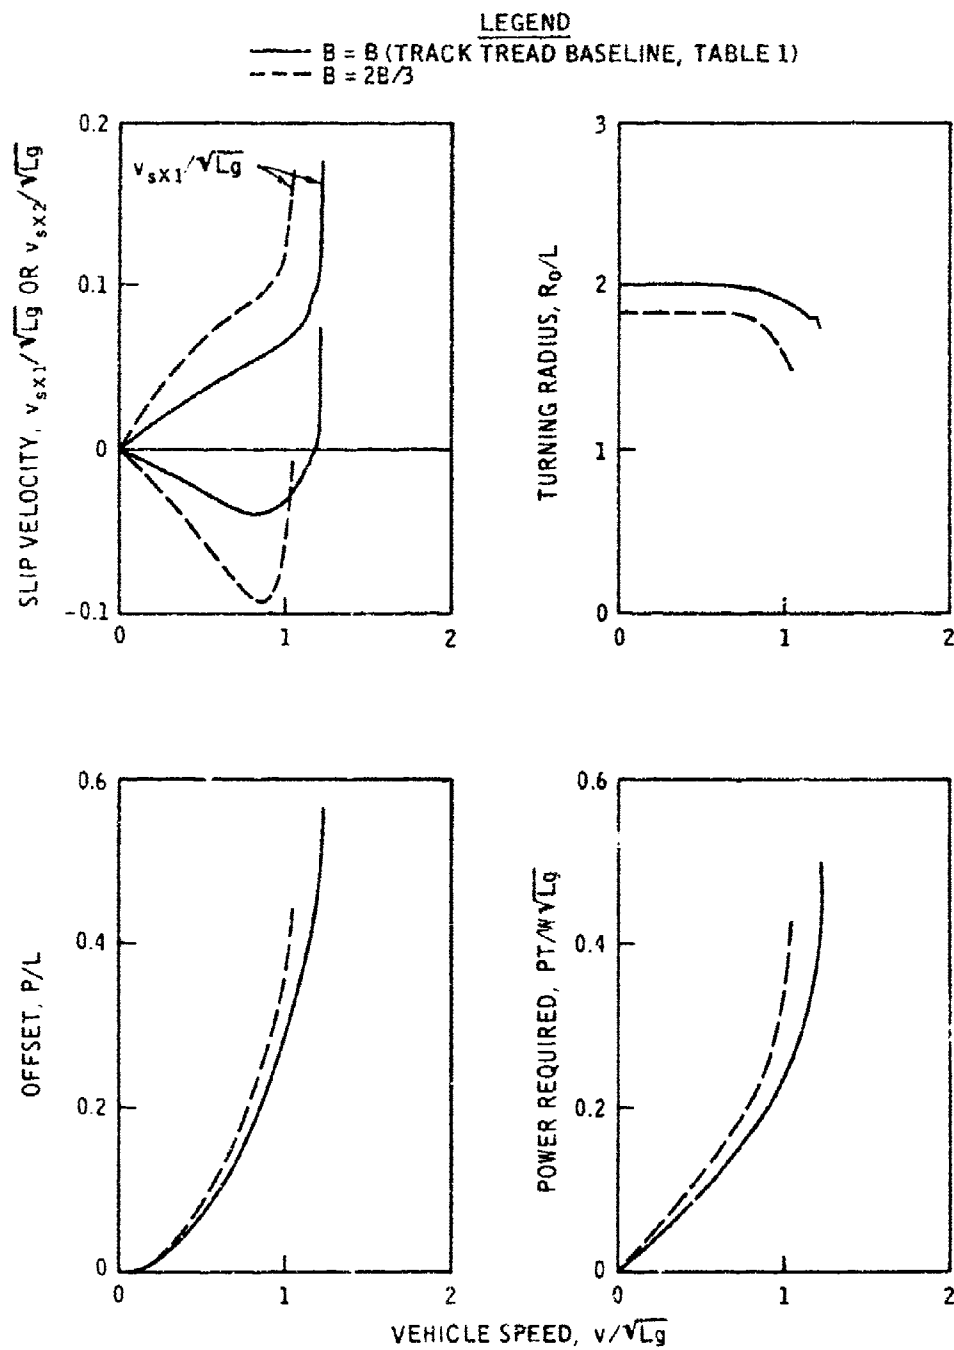 LEGEND
B = B (TRACK TREAD BASELINE, TABLE 1)
B = 2B/3
SLIP VELOCITY, v_sX1/√Lg OR v_sX2/√Lg
0.2
0.1
0
-0.1
v_sX1/√Lg
0 1 2
TURNING RADIUS, R_0/L
3
2
1
0
0 1 2
OFFSET, P/L
0.6
0.4
0.2
0
0 1 2
POWER REQUIRED, PT/W√Lg
0.6
0.4
0.2
0
0 1 2
VEHICLE SPEED, v/√Lg